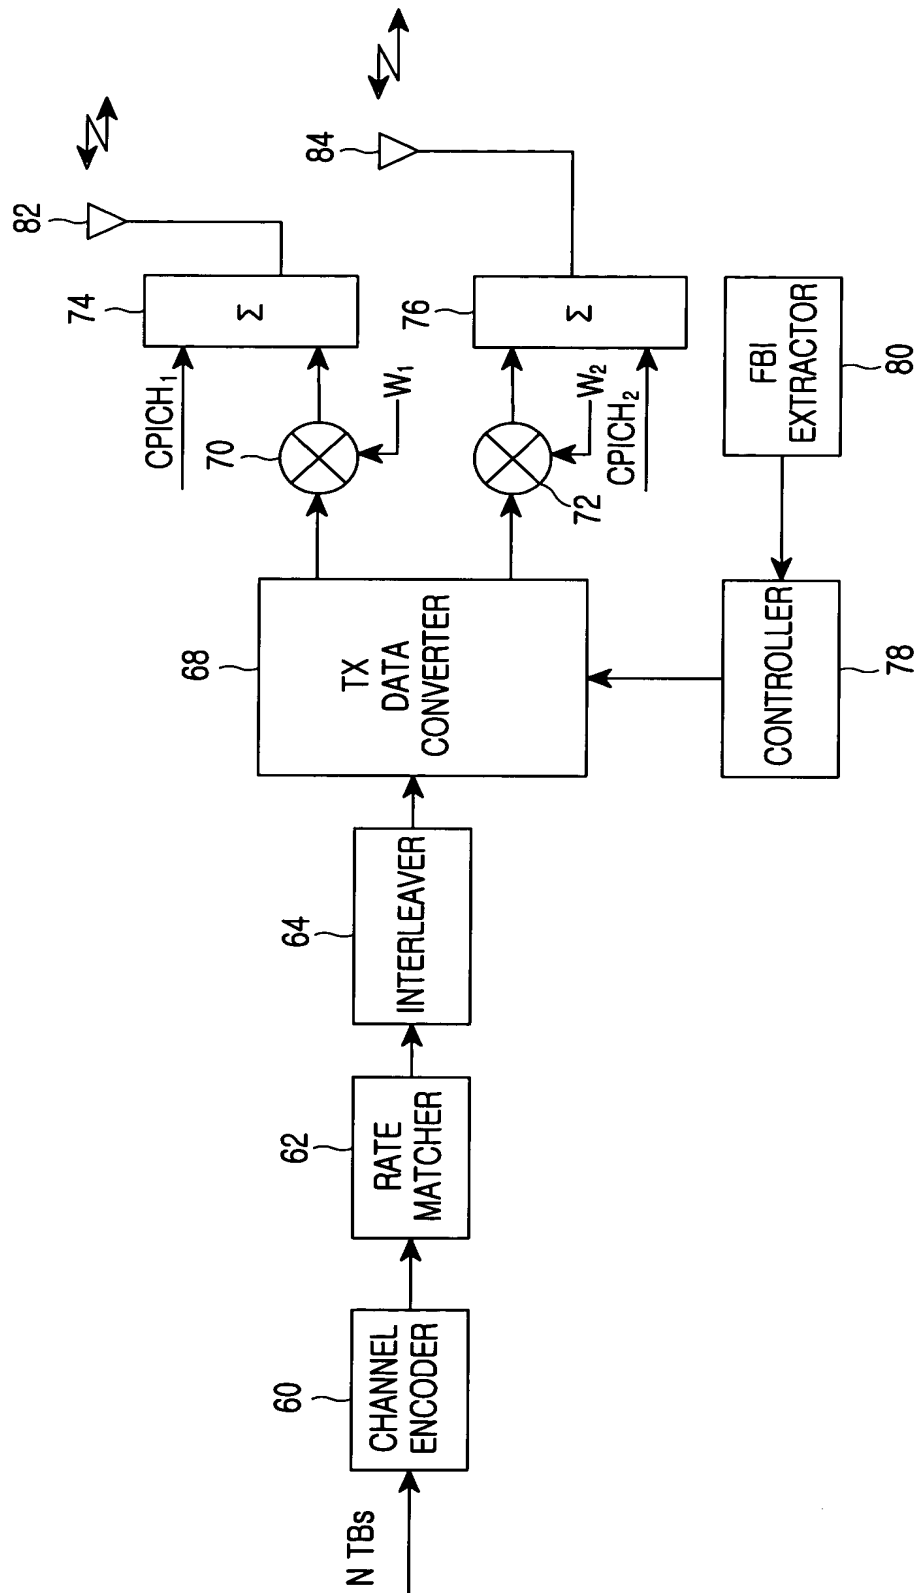 N TBs
CHANNEL
ENCODER
60
RATE
MATCHER
62
INTERLEAVER
64
TX
DATA
CONVERTER
68
CPICH1
70
W1
Σ
74
82
72
W2
CPICH2
Σ
76
84
CONTROLLER
78
FBI
EXTRACTOR
80